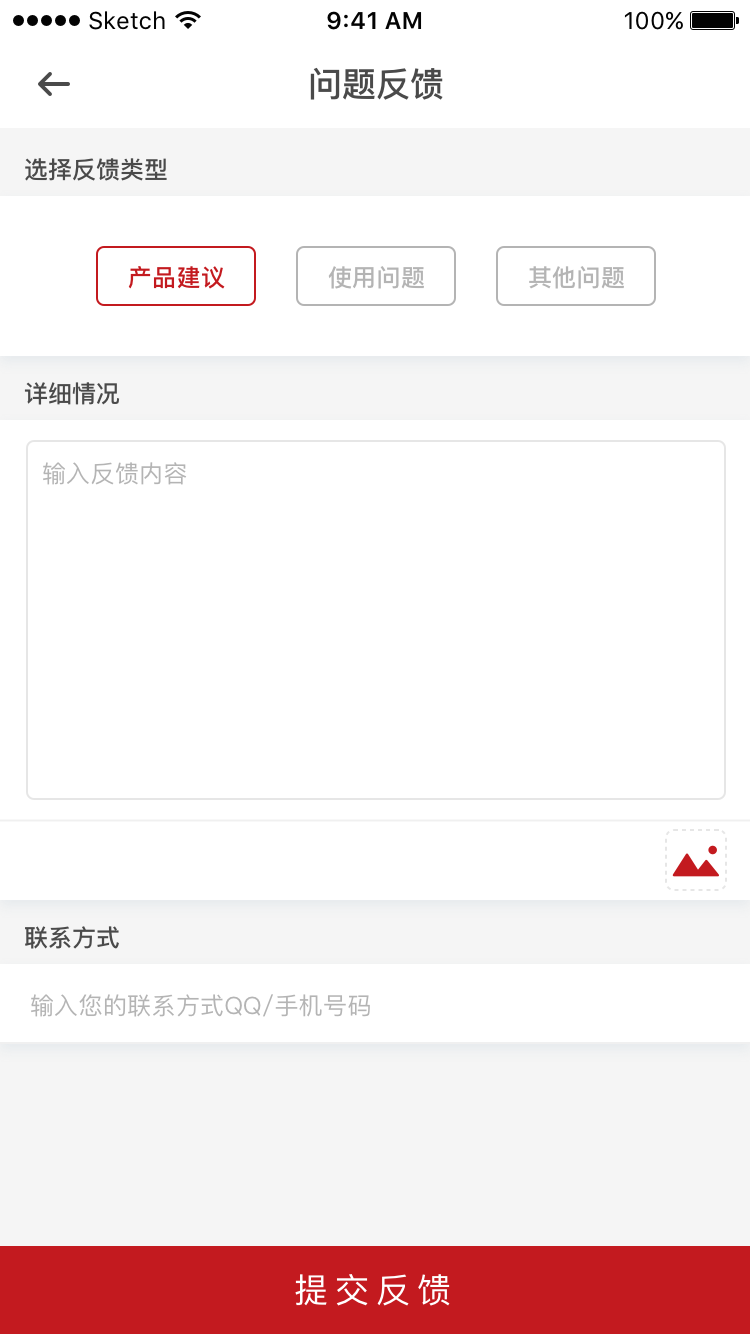 Sketch 9:41 AM 100%
问题反馈
选择反馈类型
产品建议 使用问题 其他问题
详细情况
输入反馈内容
联系方式
输入您的联系方式QQ/手机号码
提交反馈